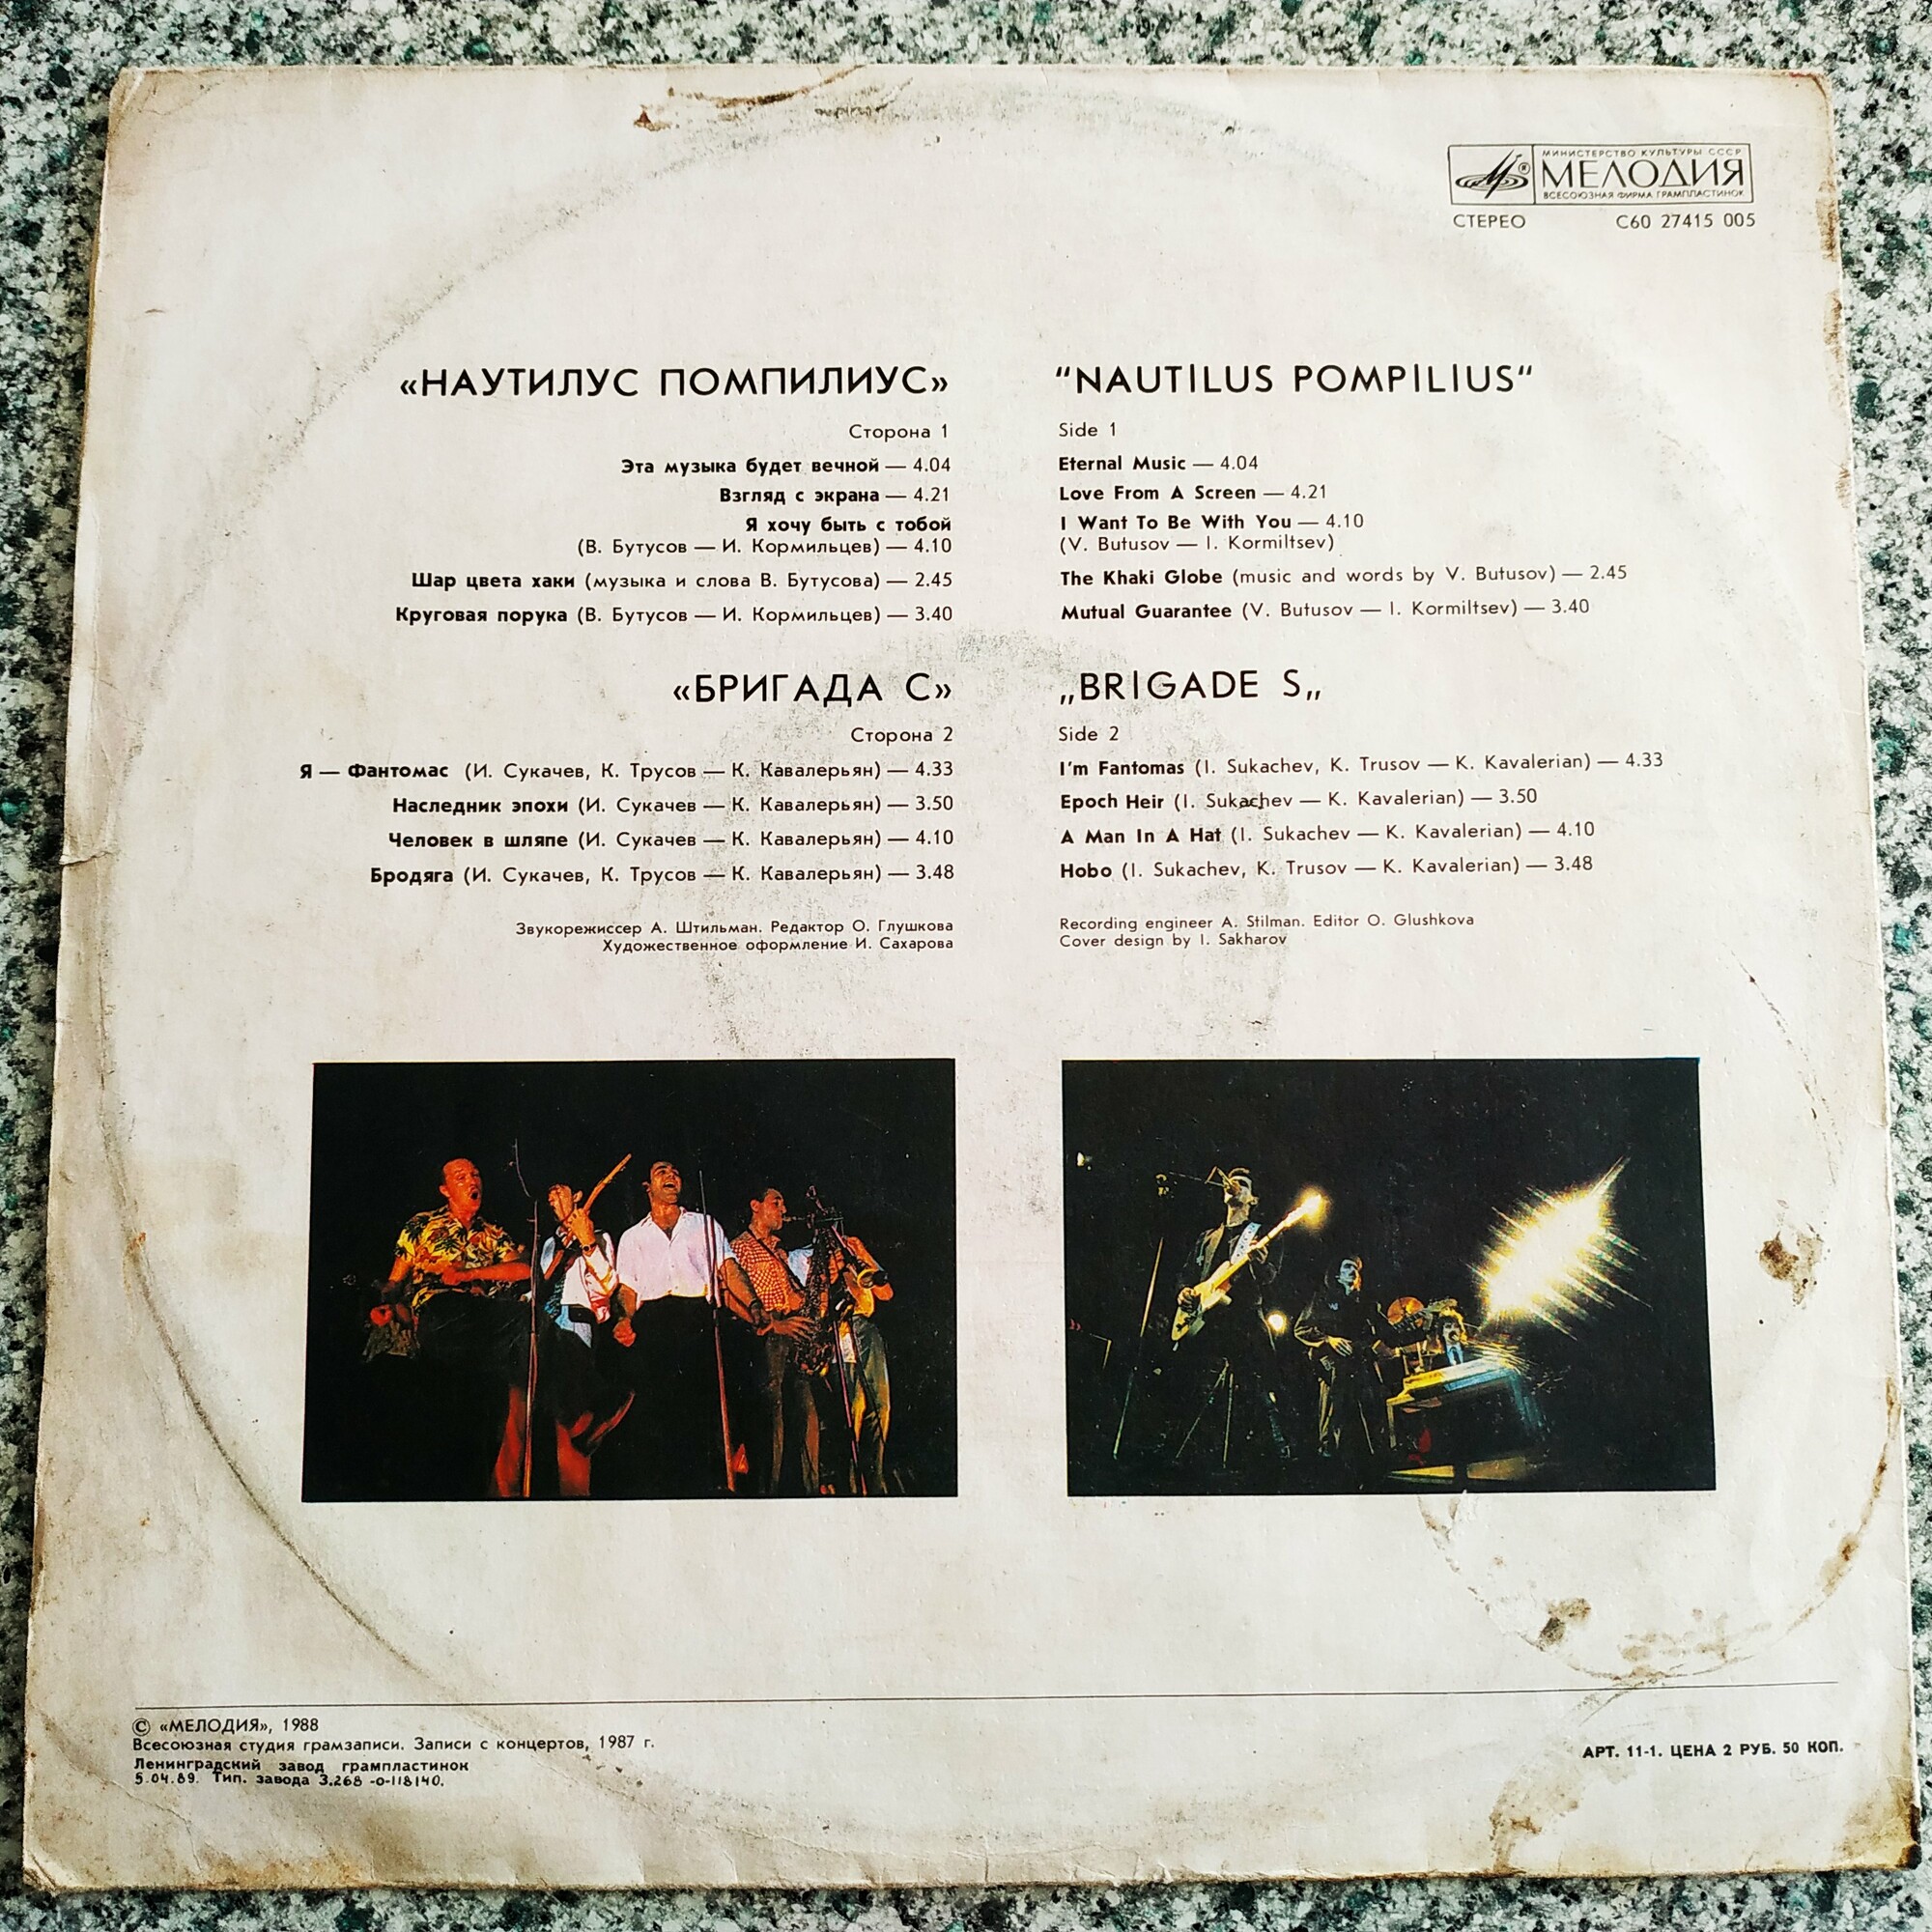 МИНИСТЕРСТВО КУЛЬТУРЫ СССР
МЕЛОДИЯ
ВСЕСОЮЗНАЯ ФИРМА ГРАМПЛАСТИНОК
СТЕРЕО С60 27415 005
«НАУТИЛУС ПОМПИЛИУС»
Сторона 1
Эта музыка будет вечной — 4.04
Взгляд с экрана — 4.21
Я хочу быть с тобой
(В. Бутусов — И. Кормильцев) — 4.10
Шар цвета хаки (музыка и слова В. Бутусова) — 2.45
Круговая порука (В. Бутусов — И. Кормильцев) — 3.40
«БРИГАДА С»
Сторона 2
Я — Фантомас (И. Сукачев, К. Трусов — К. Кавалерьян) — 4.33
Наследник эпохи (И. Сукачев — К. Кавалерьян) — 3.50
Человек в шляпе (И. Сукачев — К. Кавалерьян) — 4.10
Бродяга (И. Сукачев, К. Трусов — К. Кавалерьян) — 3.48
Звукорежиссер А. Штильман. Редактор О. Глушкова
Художественное оформление И. Сахарова
“NAUTILUS POMPILIUS“
Side 1
Eternal Music — 4.04
Love From A Screen — 4.21
I Want To Be With You — 4.10
(V. Butusov — I. Kormiltsev)
The Khaki Globe (music and words by V. Butusov) — 2.45
Mutual Guarantee (V. Butusov — I. Kormiltsev) — 3.40
„BRIGADE S„
Side 2
I'm Fantomas (I. Sukachev, K. Trusov — K. Kavalerian) — 4.33
Epoch Heir (I. Sukachev — K. Kavalerian) — 3.50
A Man In A Hat (I. Sukachev — K. Kavalerian) — 4.10
Hobo (I. Sukachev, K. Trusov — K. Kavalerian) — 3.48
Recording engineer A. Stilman. Editor O. Glushkova
Cover design by I. Sakharov
© «МЕЛОДИЯ», 1988
Всесоюзная студия грамзаписи. Записи с концертов, 1987 г.
Ленинградский завод грампластинок
5.04.89. Тип. завода З.268 -0-118140.
АРТ. 11-1. ЦЕНА 2 РУБ. 50 КОП.